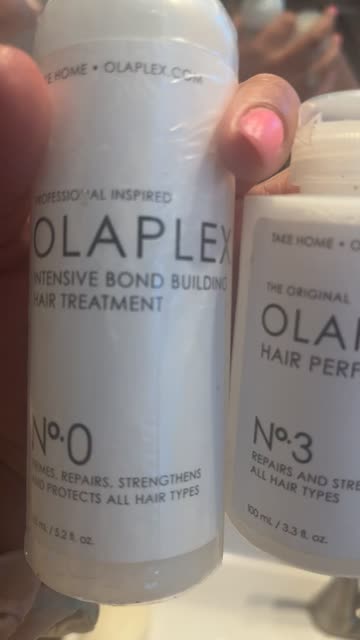 TAKE HOME • OLAPLEX.COM
PROFESSIONAL INSPIRED
OLAPLEX
INTENSIVE BOND BUILDING
HAIR TREATMENT
Nº.0
PRIMES, REPAIRS, STRENGTHENS
AND PROTECTS ALL HAIR TYPES
/ 5.2 fl. oz.
TAKE HOME •
THE ORIGINAL
OLAP
HAIR PERF
Nº.3
REPAIRS AND STRE
ALL HAIR TYPES
100 mL / 3.3 fl. oz.